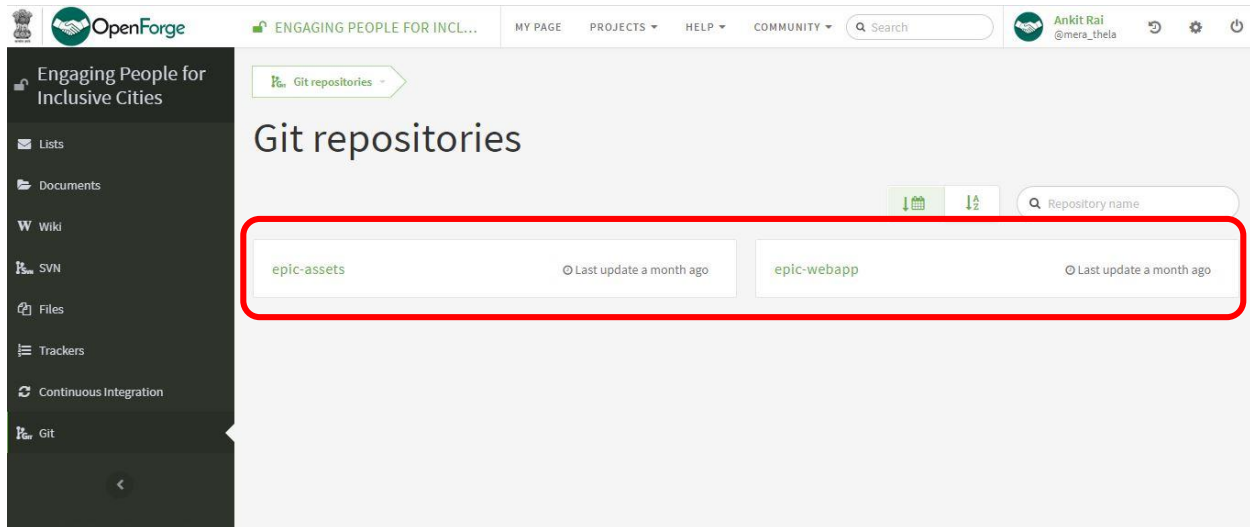 OpenForge
ENGAGING PEOPLE FOR INCL...
MY PAGE
PROJECTS
HELP
COMMUNITY
Search
Ankit Rai
@mera_thela
Engaging People for
Inclusive Cities
Lists
Documents
W Wiki
SVN
Files
Trackers
Continuous Integration
Git
Git repositories
Git repositories
Repository name
epic-assets
Last update a month ago
epic-webapp
Last update a month ago